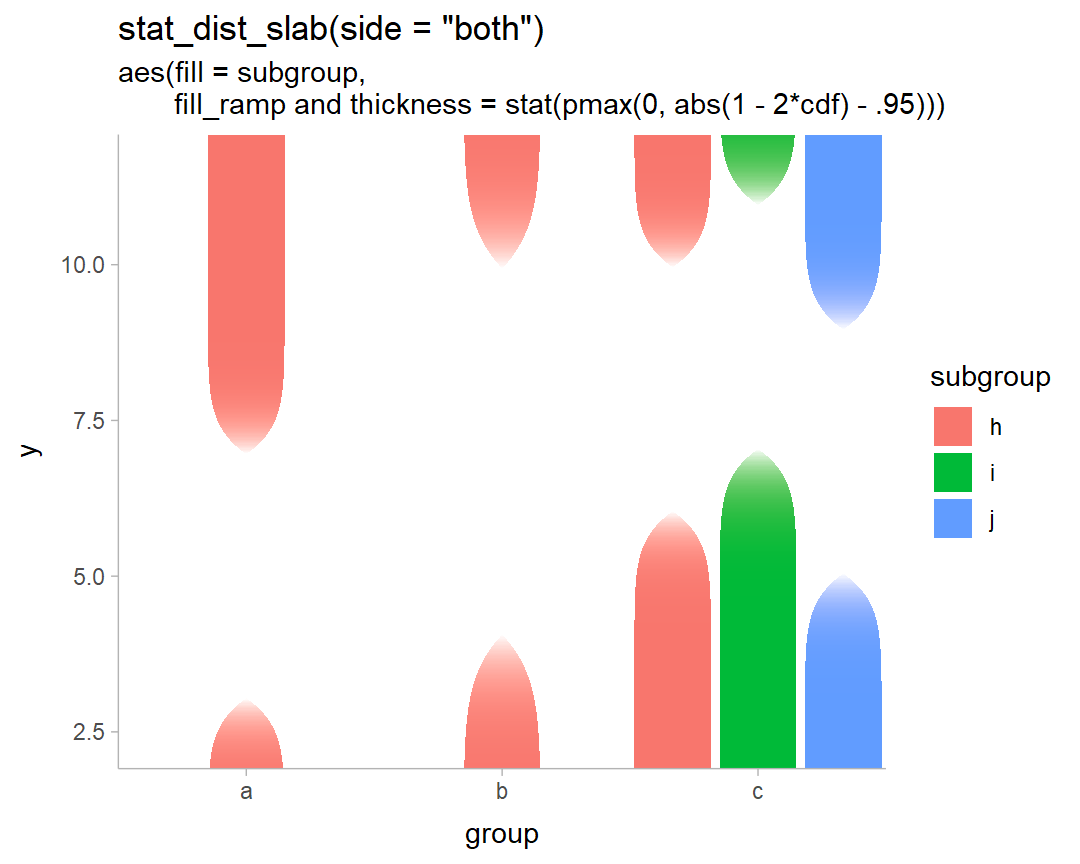 stat_dist_slab(side = "both")
aes(fill = subgroup,
fill_ramp and thickness = stat(pmax(0, abs(1 - 2*cdf) - .95)))
10.0
7.5
5.0
2.5
y
a
b
c
group
subgroup
h
i
j